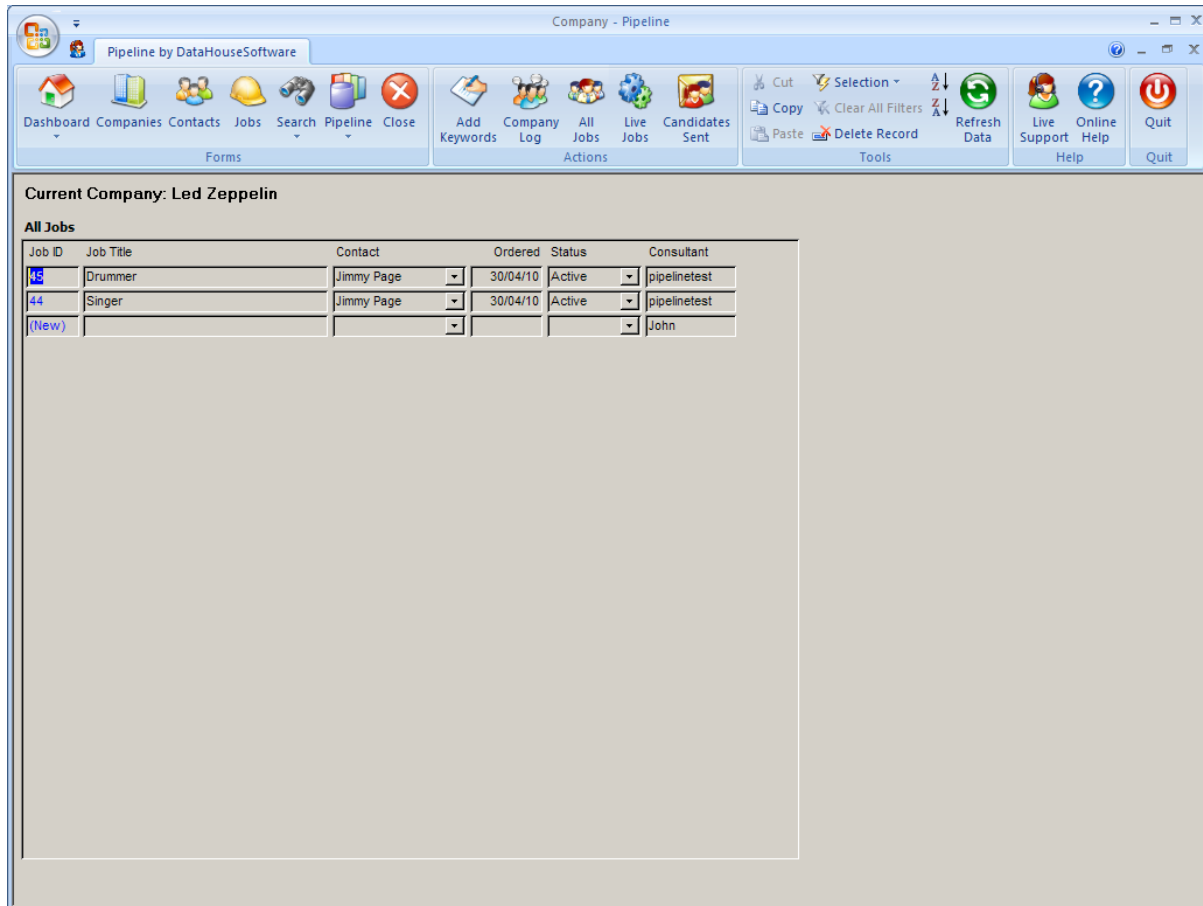 Company - Pipeline
Pipeline by DataHouseSoftware
Dashboard Companies Contacts Jobs Search Pipeline Close
Forms
Add Keywords Company Log All Jobs Live Jobs Candidates Sent
Actions
Cut Selection
Copy Clear All Filters
Paste Delete Record
Refresh Data
Tools
Live Support Online Help
Help
Quit
Quit
Current Company: Led Zeppelin
All Jobs
Job ID Job Title Contact Ordered Status Consultant
45 Drummer Jimmy Page 30/04/10 Active pipelinetest
44 Singer Jimmy Page 30/04/10 Active pipelinetest
(New) John